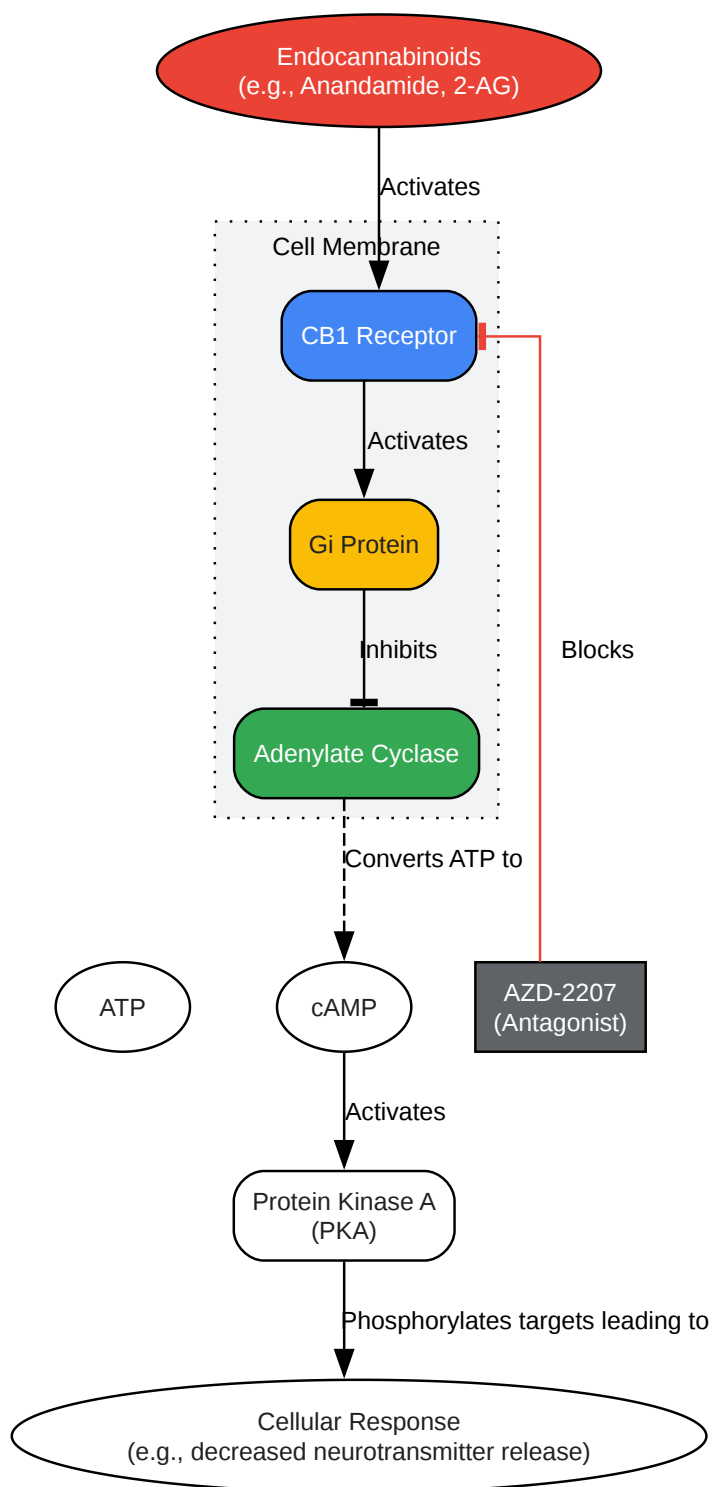 Endocannabinoids
(e.g., Anandamide, 2-AG)
Activates
Cell Membrane
CB1 Receptor
Activates
Gi Protein
Inhibits
Blocks
Adenylate Cyclase
Converts ATP to
ATP
cAMP
AZD-2207
(Antagonist)
Activates
Protein Kinase A
(PKA)
Phosphorylates targets leading to
Cellular Response
(e.g., decreased neurotransmitter release)